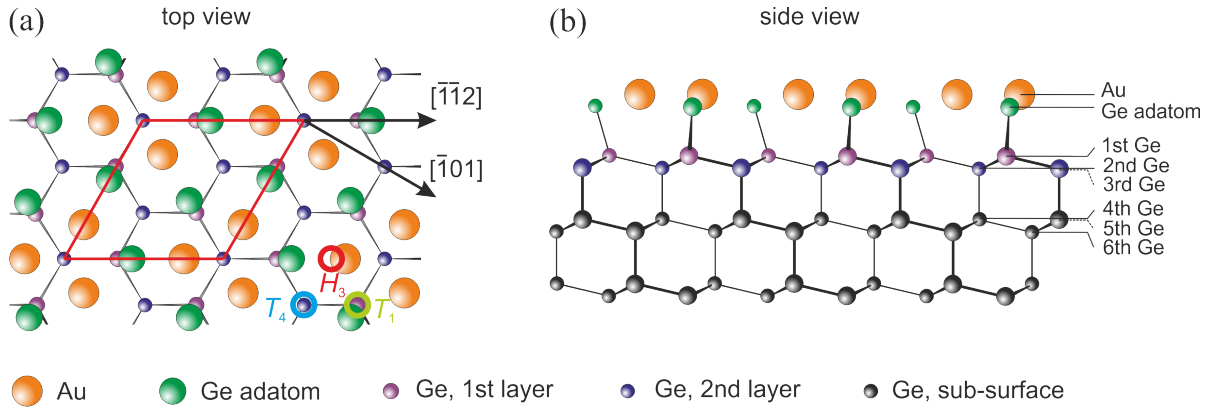 (a)
top view
[1̄1̄2]
[1̄01]
H₃
T₄
T₁
(b)
side view
Au
Ge adatom
1st Ge
2nd Ge
3rd Ge
4th Ge
5th Ge
6th Ge
Au
Ge adatom
Ge, 1st layer
Ge, 2nd layer
Ge, sub-surface